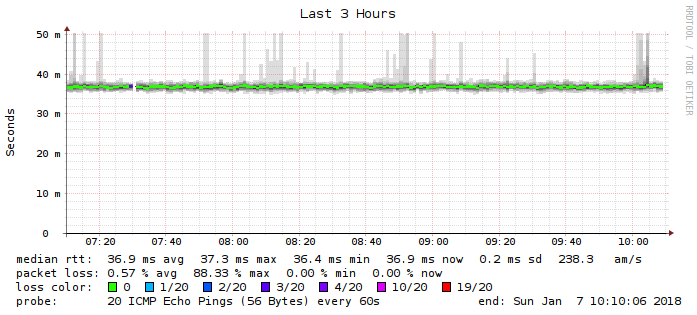 Last 3 Hours
RRDTOOL / TOBI OETIKER
Seconds
50 m
40 m
30 m
20 m
10 m
0
07:20 07:40 08:00 08:20 08:40 09:00 09:20 09:40 10:00
median rtt: 36.9 ms avg 37.3 ms max 36.4 ms min 36.9 ms now 0.2 ms sd 238.3 am/s
packet loss: 0.57 % avg 88.33 % max 0.00 % min 0.00 % now
loss color: 0 1/20 2/20 3/20 4/20 10/20 19/20
probe: 20 ICMP Echo Pings (56 Bytes) every 60s end: Sun Jan 7 10:10:06 2018